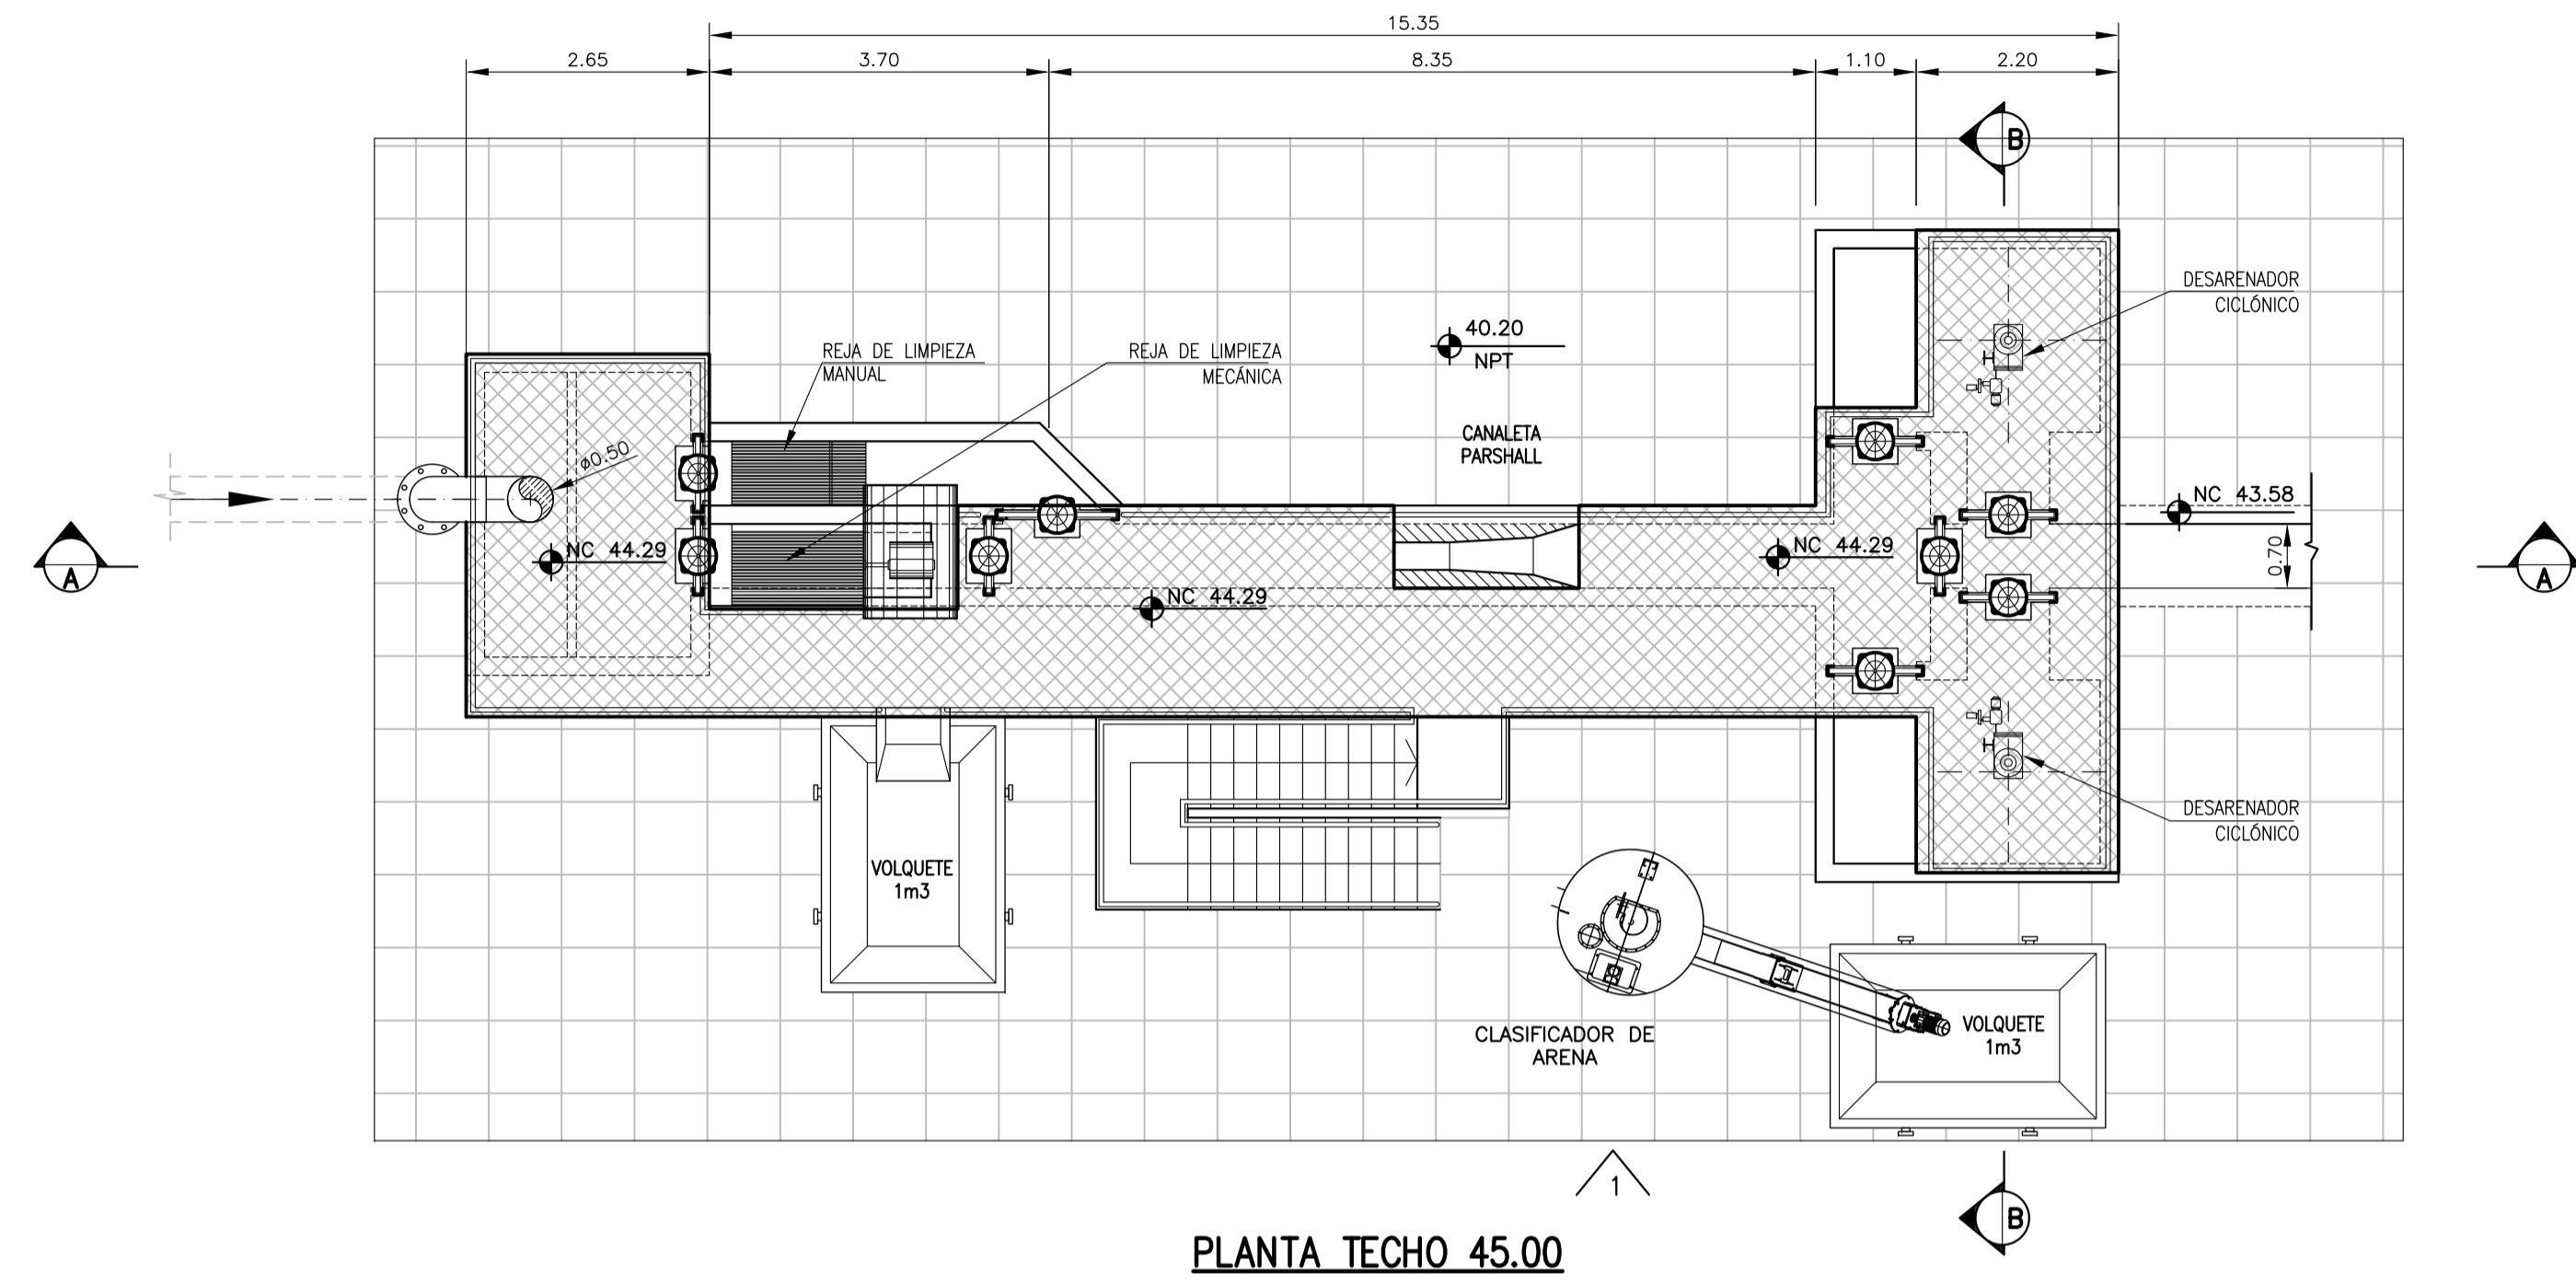 15.35
2.65
3.70
8.35
1.10
2.20
B
DESARENADOR
CICLÓNICO
40.20
NPT
REJA DE LIMPIEZA
MANUAL
REJA DE LIMPIEZA
MECÁNICA
CANALETA
PARSHALL
ø0.50
NC 43.58
NC 44.29
NC 44.29
0.70
A
A
NC 44.29
DESARENADOR
CICLÓNICO
VOLQUETE
1m3
CLASIFICADOR DE
ARENA
VOLQUETE
1m3
1
B
PLANTA TECHO 45.00